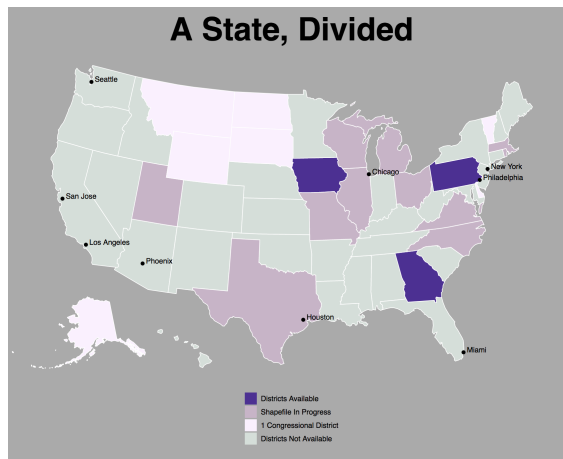 A State, Divided
Seattle
New York
Chicago
Philadelphia
San Jose
Los Angeles
Phoenix
Houston
Miami
Districts Available
Shapefile In Progress
1 Congressional District
Districts Not Available